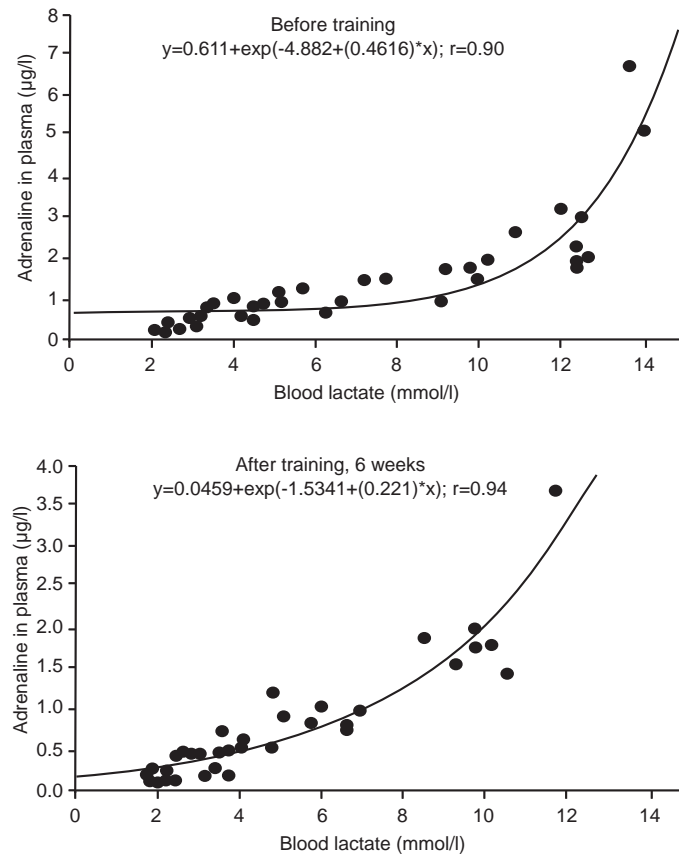 Before training
y=0.611+exp(-4.882+(0.4616)*x); r=0.90
Adrenaline in plasma (µg/l)
8
7
6
5
4
3
2
1
0
0 2 4 6 8 10 12 14
Blood lactate (mmol/l)
After training, 6 weeks
y=0.0459+exp(-1.5341+(0.221)*x); r=0.94
Adrenaline in plasma (µg/l)
4.0
3.5
3.0
2.5
2.0
1.5
1.0
0.5
0.0
0 2 4 6 8 10 12 14
Blood lactate (mmol/l)